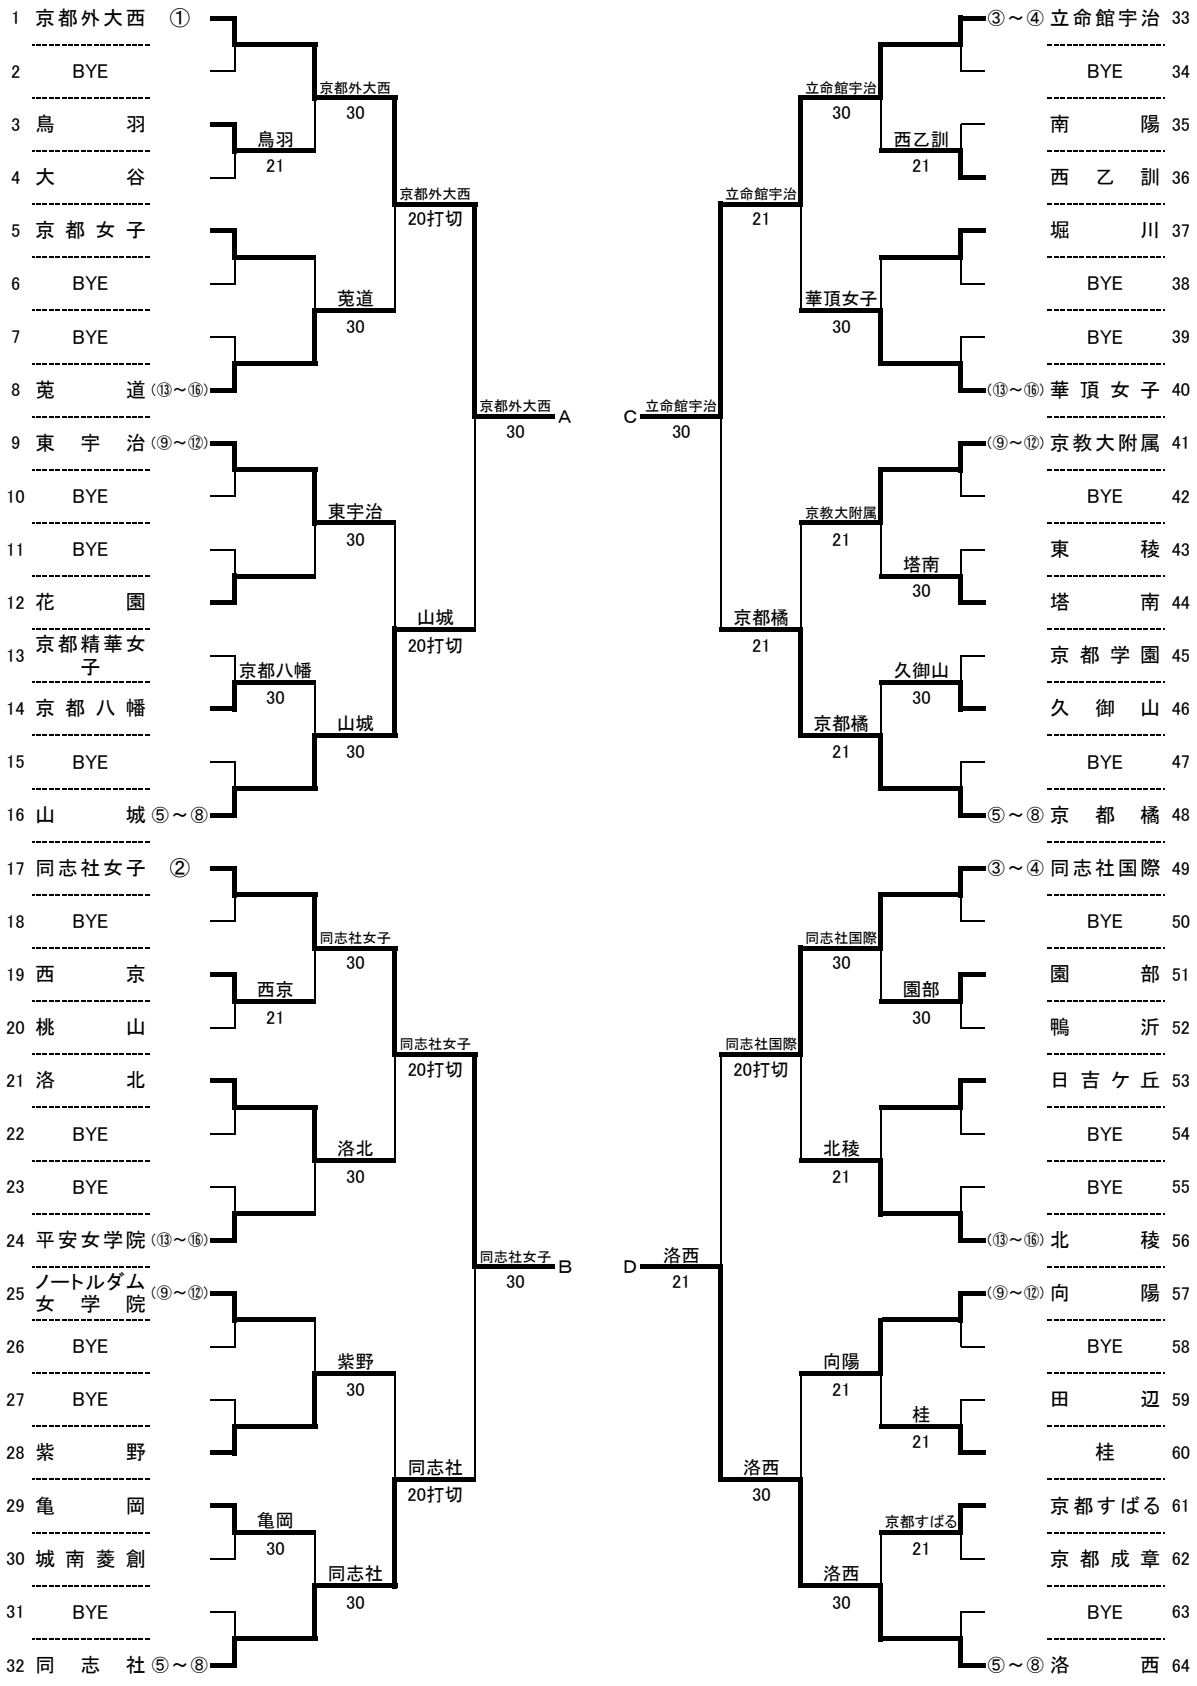 1 京都外大西 ①
2 BYE
3 鳥羽
4 大谷
5 京都女子
6 BYE
7 BYE
8 莵道 (⑬～⑯)
9 東宇治 (⑨～⑫)
10 BYE
11 BYE
12 花園
13 京都精華女
子
14 京都八幡
15 BYE
16 山城 ⑤～⑧
17 同志社女子 ②
18 BYE
19 西京
20 桃山
21 洛北
22 BYE
23 BYE
24 平安女学院 (⑬～⑯)
25 ノートルダム
女学院 (⑨～⑫)
26 BYE
27 BYE
28 紫野
29 亀岡
30 城南菱創
31 BYE
32 同志社 ⑤～⑧
鳥羽
21
京都八幡
30
西京
21
亀岡
30
京都外大西
30
莵道
30
東宇治
30
山城
30
同志社女子
30
洛北
30
紫野
30
同志社
30
京都外大西
20打切
山城
20打切
同志社女子
20打切
同志社
20打切
京都外大西
30
A
同志社女子
30
B
C
立命館宇治
30
D
洛西
21
立命館宇治
21
京都橘
21
同志社国際
20打切
洛西
30
立命館宇治
30
華頂女子
30
京教大附属
21
京都橘
21
同志社国際
30
北稜
21
向陽
21
洛西
30
西乙訓
21
塔南
30
久御山
30
園部
30
桂
21
京都すばる
21
③～④ 立命館宇治 33
BYE 34
南陽 35
西乙訓 36
堀川 37
BYE 38
BYE 39
(⑬～⑯) 華頂女子 40
(⑨～⑫) 京教大附属 41
BYE 42
東稜 43
塔南 44
京都学園 45
久御山 46
BYE 47
⑤～⑧ 京都橘 48
③～④ 同志社国際 49
BYE 50
園部 51
鴨沂 52
日吉ケ丘 53
BYE 54
BYE 55
(⑬～⑯) 北稜 56
(⑨～⑫) 向陽 57
BYE 58
田辺 59
桂 60
京都すばる 61
京都成章 62
BYE 63
⑤～⑧ 洛西 64